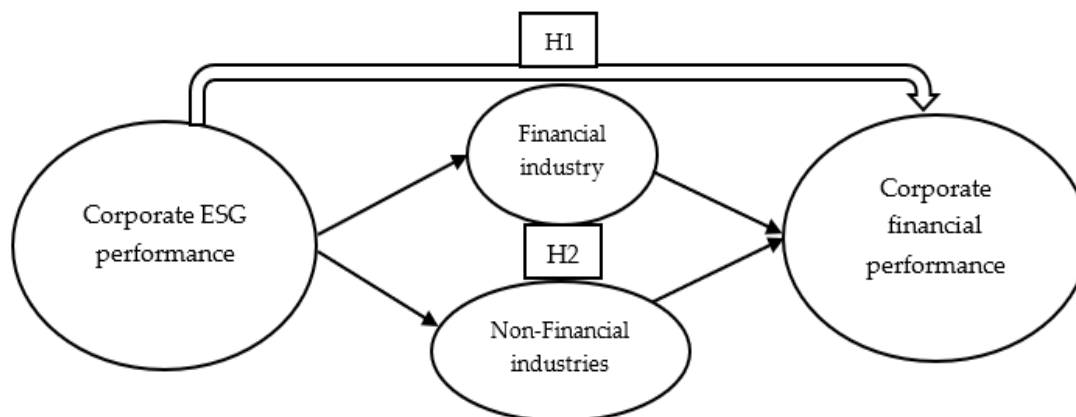 H1
Financial
industry
Corporate ESG
performance
H2
Corporate
financial
performance
Non-Financial
industries